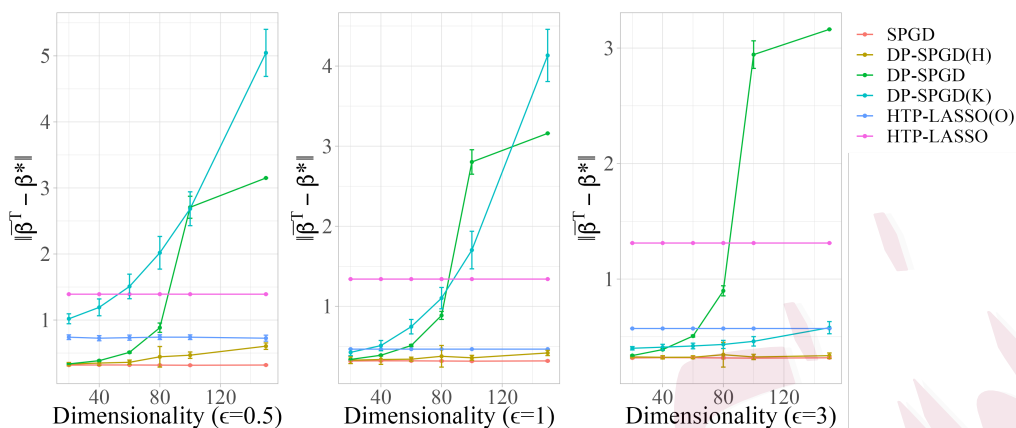 5
4
3
2
1
40
80
120
‖β̅ᵀ − β*‖
Dimensionality (ϵ=0.5)
4
3
2
1
40
80
120
‖β̅ᵀ − β*‖
Dimensionality (ϵ=1)
3
2
1
40
80
120
‖β̅ᵀ − β*‖
Dimensionality (ϵ=3)
SPGD
DP-SPGD(H)
DP-SPGD
DP-SPGD(K)
HTP-LASSO(O)
HTP-LASSO